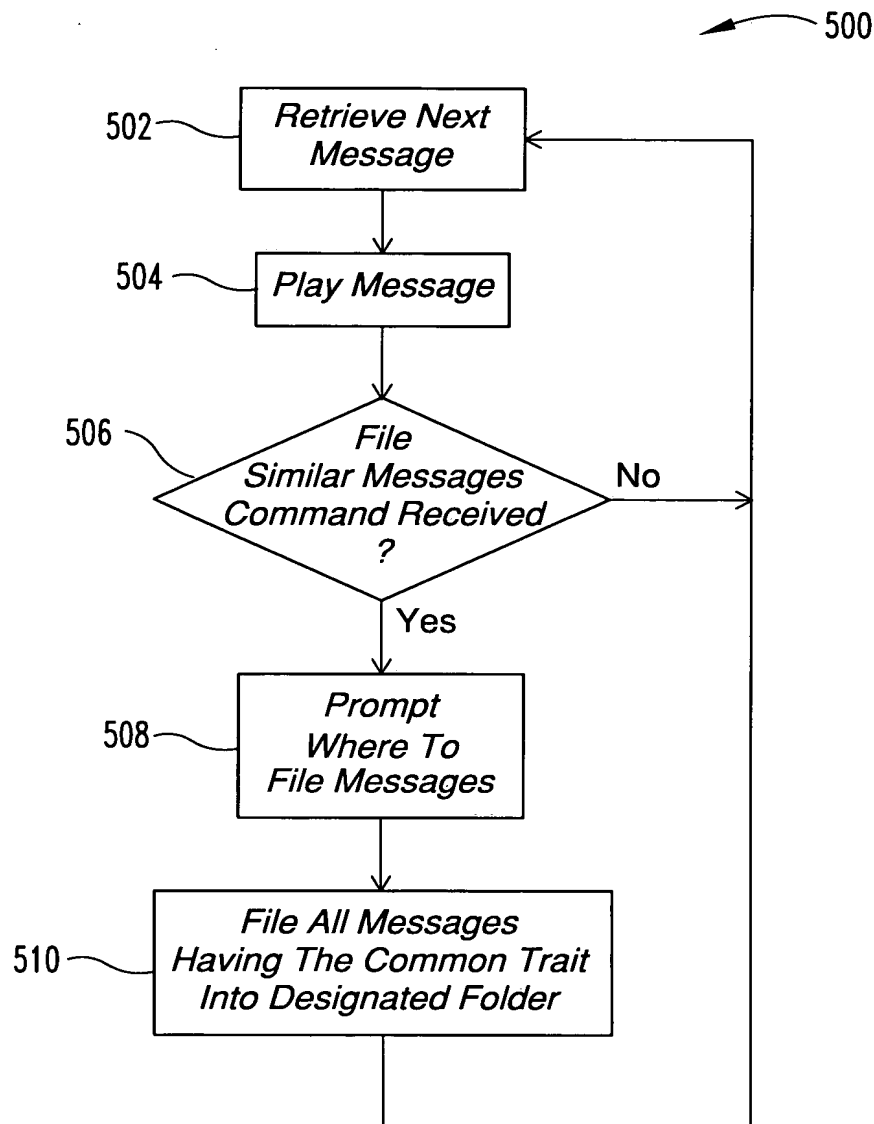 500
502
Retrieve Next
Message
504
Play Message
506
File
Similar Messages
Command Received
?
No
Yes
508
Prompt
Where To
File Messages
510
File All Messages
Having The Common Trait
Into Designated Folder